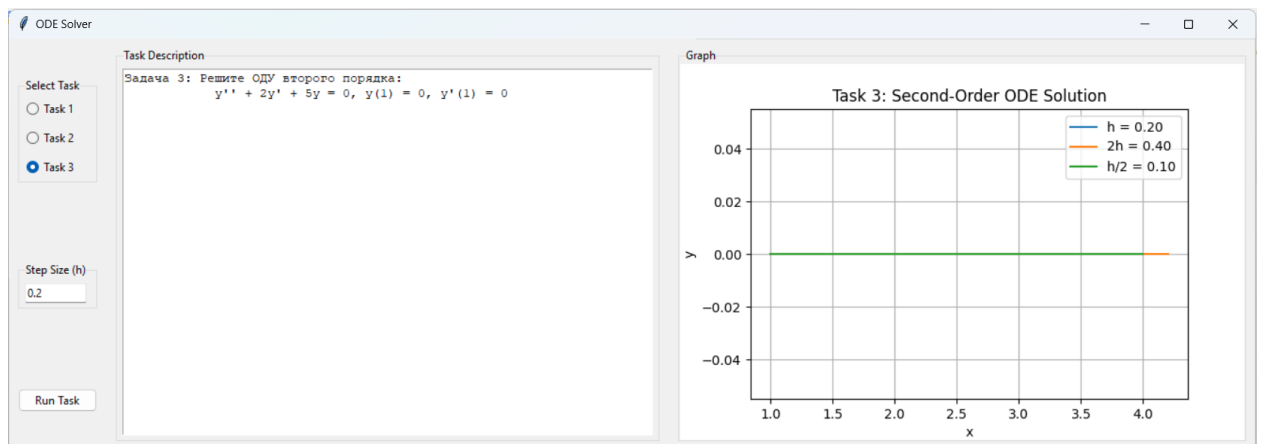 ODE Solver
Select Task
Task 1
Task 2
Task 3
Step Size (h)
0.2
Run Task
Task Description
Задача 3: Решите ОДУ второго порядка:
y'' + 2y' + 5y = 0, y(1) = 0, y'(1) = 0
Graph
Task 3: Second-Order ODE Solution
h = 0.20
2h = 0.40
h/2 = 0.10
0.04
0.02
0.00
−0.02
−0.04
y
1.0 1.5 2.0 2.5 3.0 3.5 4.0
x